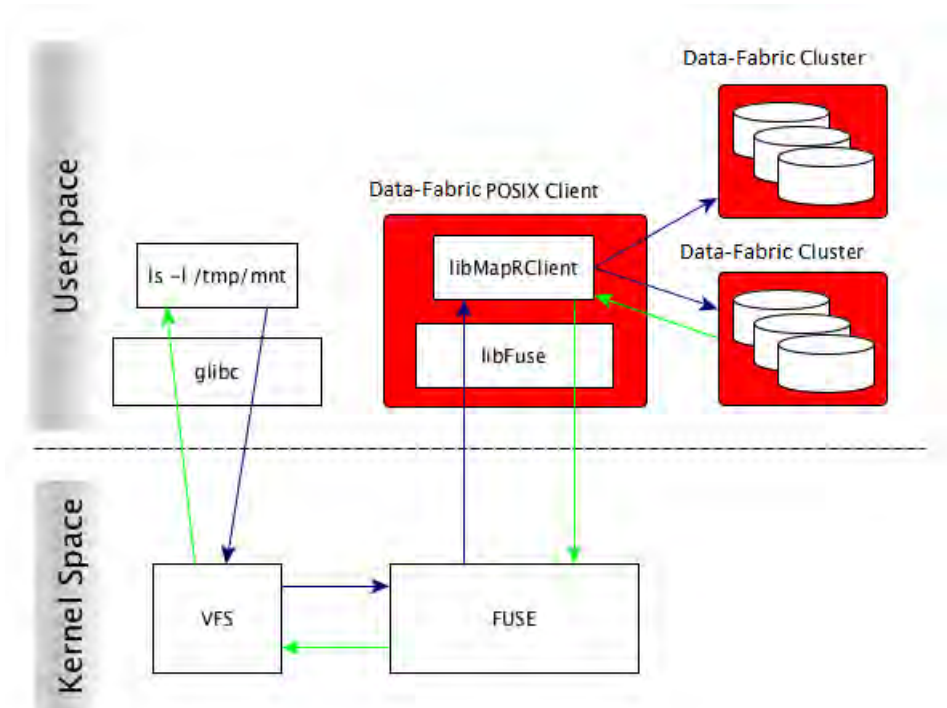 Userspace
Data-Fabric Cluster
Data-Fabric POSIX Client
ls -l /tmp/mnt
libMapRClient
Data-Fabric Cluster
glibc
libFuse
Kernel Space
VFS
FUSE